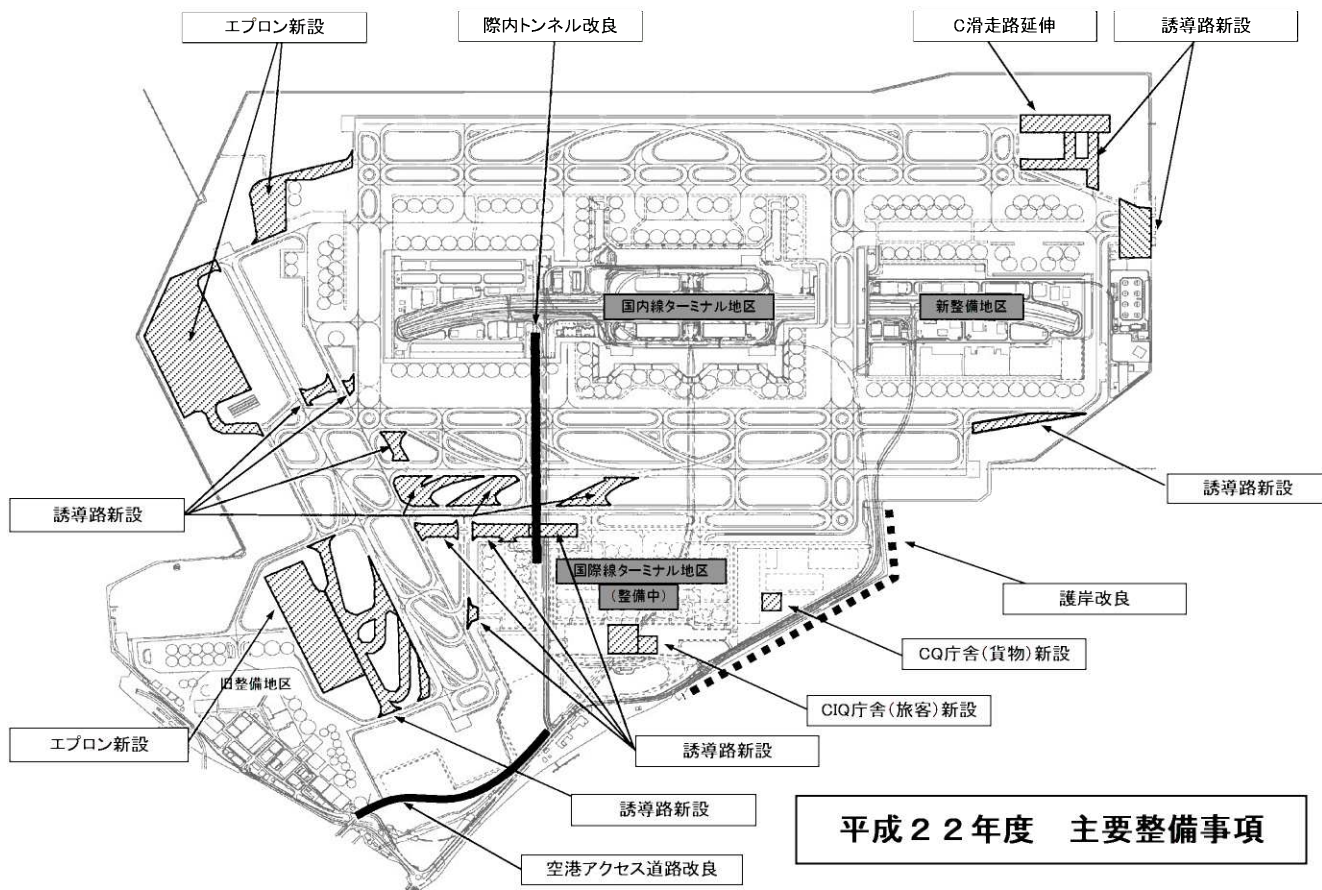 エプロン新設
際内トンネル改良
C滑走路延伸
誘導路新設
国内線ターミナル地区
新整備地区
誘導路新設
誘導路新設
国際線ターミナル地区
(整備中)
護岸改良
CQ庁舎(貨物)新設
旧整備地区
CIQ庁舎(旅客)新設
エプロン新設
誘導路新設
誘導路新設
空港アクセス道路改良
平成22年度 主要整備事項